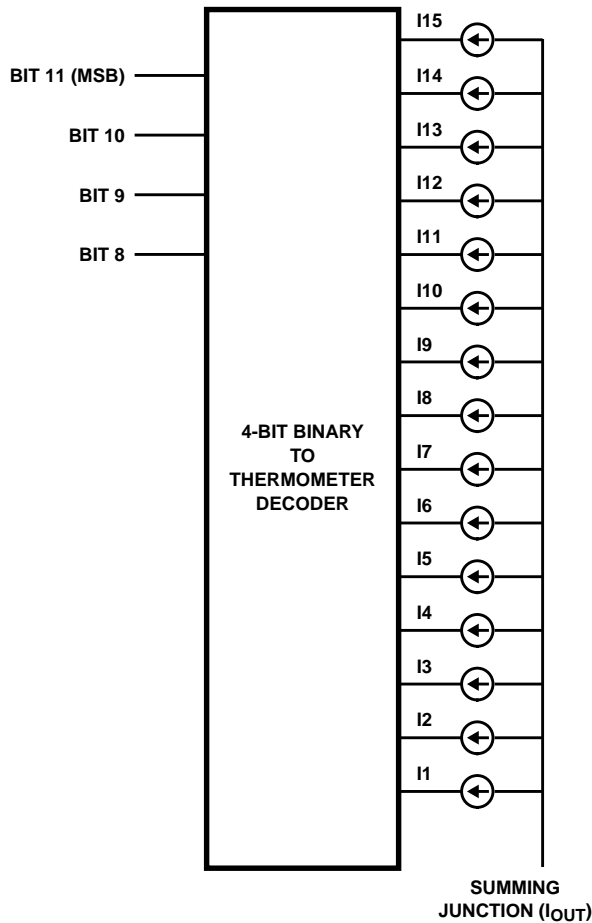 I15
BIT 11 (MSB)
I14
BIT 10
I13
BIT 9
I12
BIT 8
I11
I10
I9
I8
4-BIT BINARY
TO
THERMOMETER
DECODER
I7
I6
I5
I4
I3
I2
I1
SUMMING
JUNCTION (IOUT)